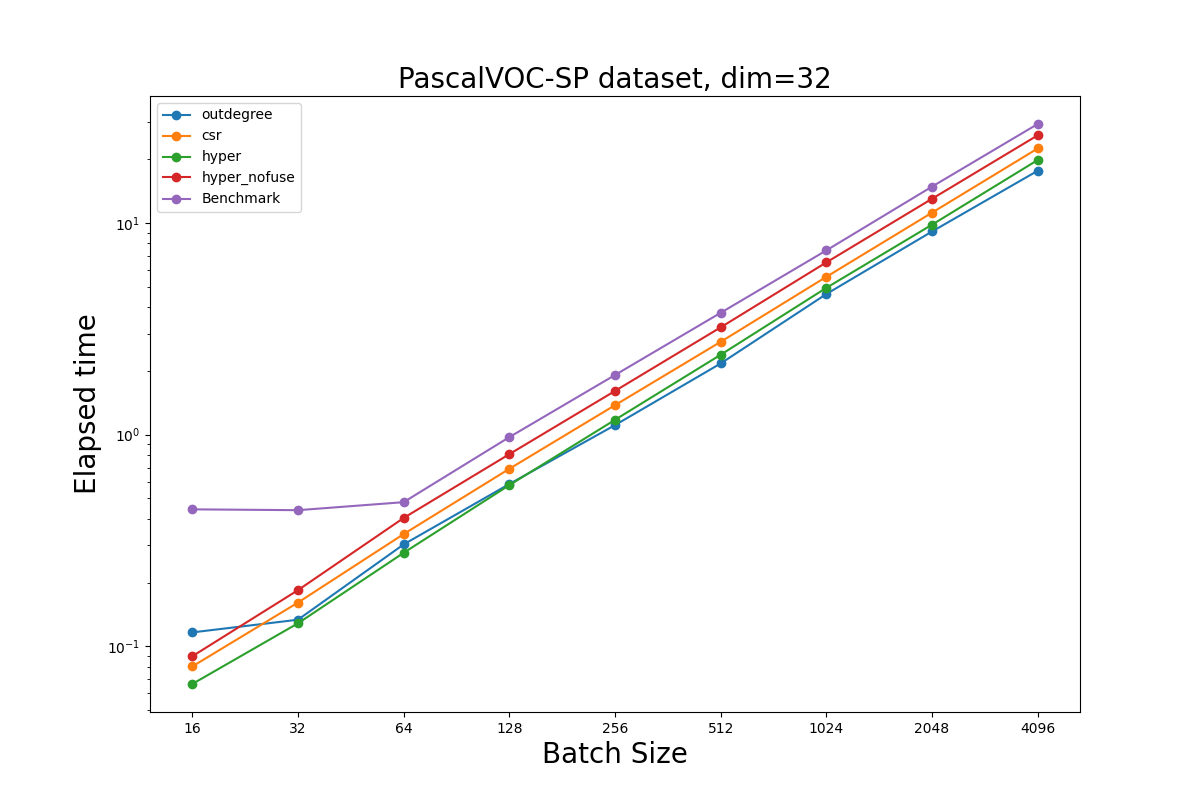 PascalVOC-SP dataset, dim=32
outdegree
csr
hyper
hyper_nofuse
Benchmark
10¹
10⁰
10⁻¹
Elapsed time
16 32 64 128 256 512 1024 2048 4096
Batch Size